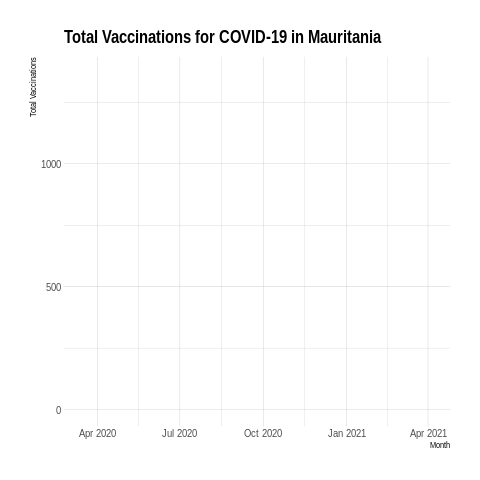 Total Vaccinations for COVID-19 in Mauritania
Total Vaccinations
1000
500
0
Apr 2020 Jul 2020 Oct 2020 Jan 2021 Apr 2021
Month